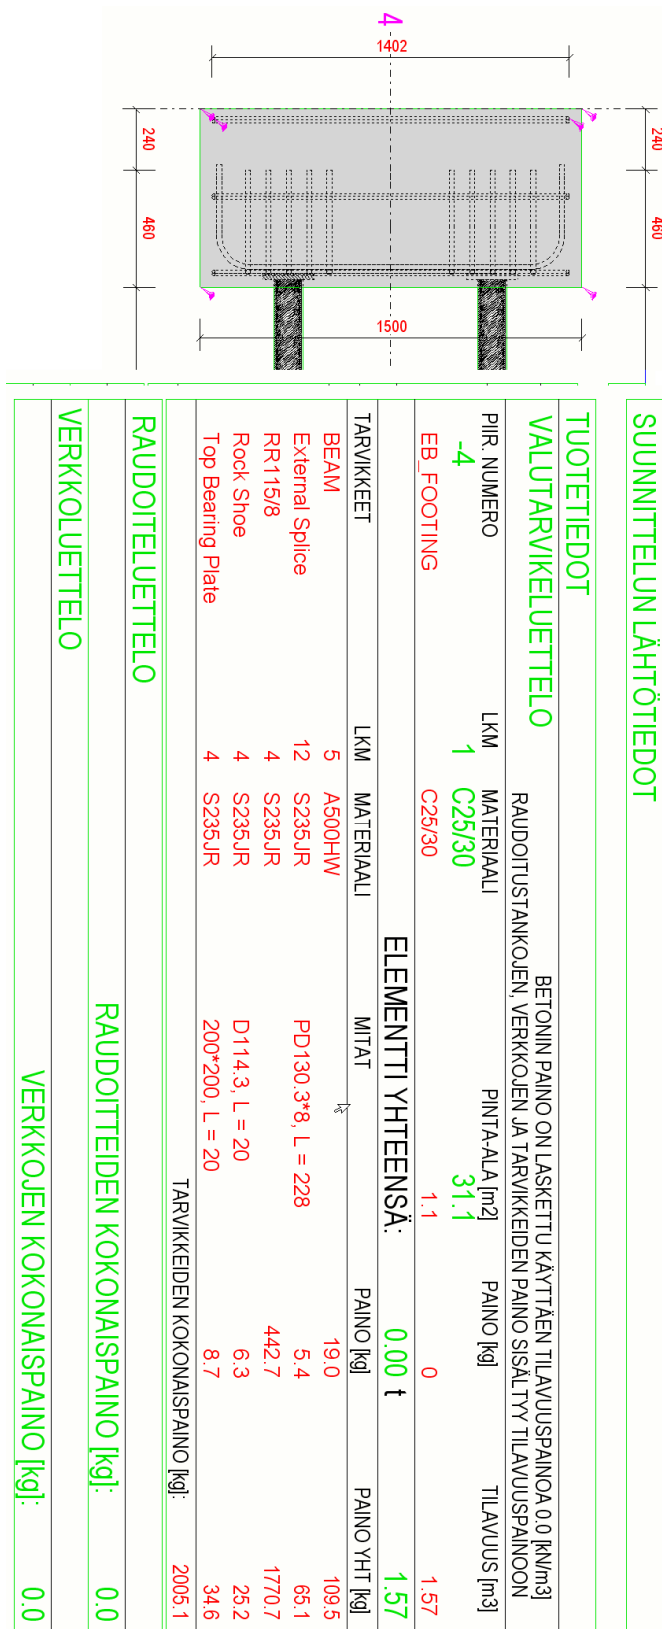 4
1402
240
460
240
460
1500
SUUNNITTELUN LÄHTÖTIEDOT
TUOTETIEDOT
VALUTARVIKELUETTELO
BETONIN PAINO ON LASKETTU KÄYTTÄEN TILAVUUSPAINOA 0.0 [kN/m3]
RAUDOITUSTANKOJEN, VERKKOJEN JA TARVIKKEIDEN PAINO SISÄLTYY TILAVUUSPAINOON
PIIR. NUMERO LKM MATERIAALI PINTA-ALA [m2] PAINO [kg] TILAVUUS [m3]
-4 1 C25/30 31.1
EB_FOOTING C25/30 1.1 0 1.57
ELEMENTTI YHTEENSÄ: 0.00 t 1.57
TARVIKKEET LKM MATERIAALI MITAT PAINO [kg] PAINO YHT [kg]
BEAM 5 A500HW 19.0 109.5
External Splice 12 S235JR PD130.3*8, L = 228 5.4 65.1
RR115/8 4 S235JR 442.7 1770.7
Rock Shoe 4 S235JR D114.3, L = 20 6.3 25.2
Top Bearing Plate 4 S235JR 200*200, L = 20 8.7 34.6
TARVIKKEIDEN KOKONAISPAINO [kg]: 2005.1
RAUDOITELUETTELO
RAUDOITTEIDEN KOKONAISPAINO [kg]: 0.0
VERKKOLUETTELO
VERKKOJEN KOKONAISPAINO [kg]: 0.0